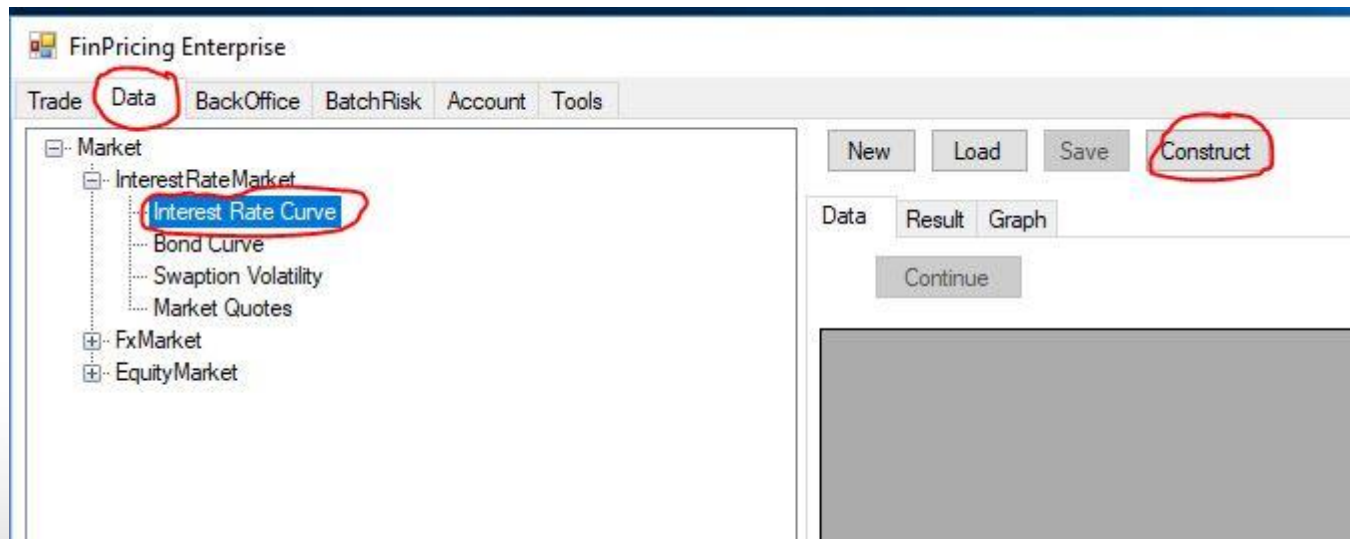 FinPricing Enterprise
Trade Data BackOffice BatchRisk Account Tools
Market
InterestRateMarket
Interest Rate Curve
Bond Curve
Swaption Volatility
Market Quotes
FxMarket
EquityMarket
New Load Save Construct
Data Result Graph
Continue